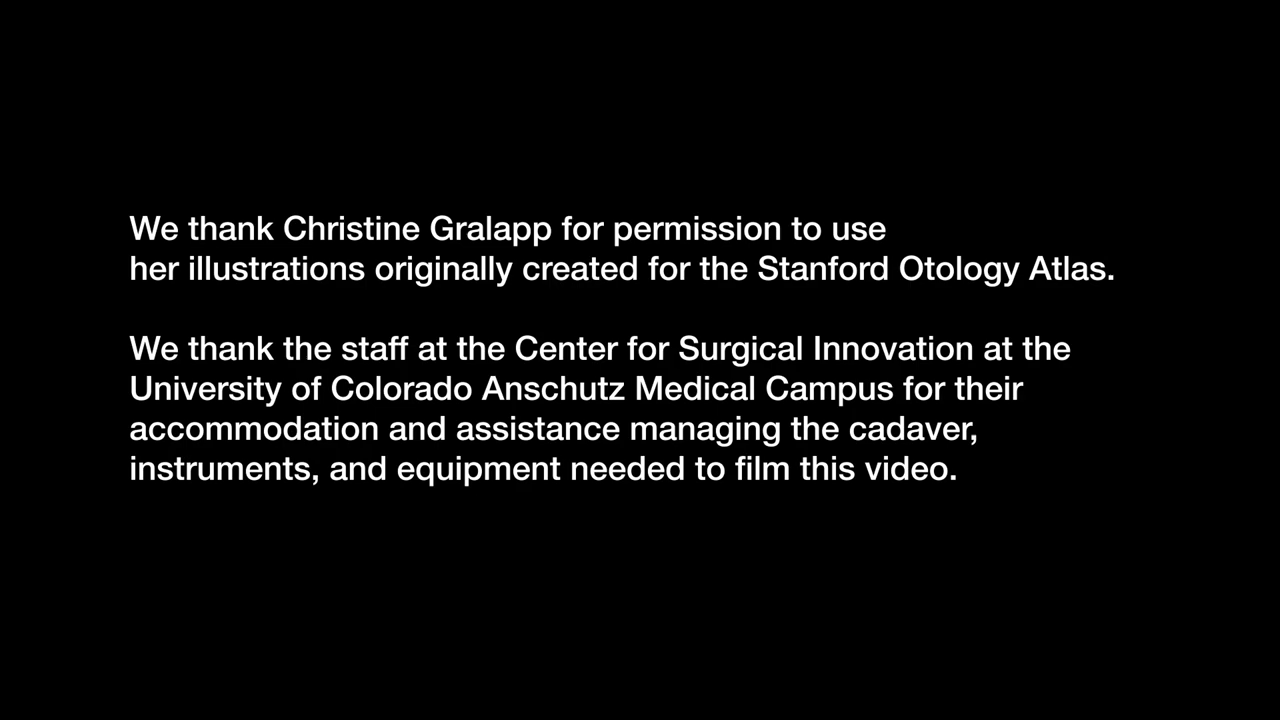 We thank Christine Gralapp for permission to use
her illustrations originally created for the Stanford Otology Atlas.
We thank the staff at the Center for Surgical Innovation at the
University of Colorado Anschutz Medical Campus for their
accommodation and assistance managing the cadaver,
instruments, and equipment needed to film this video.